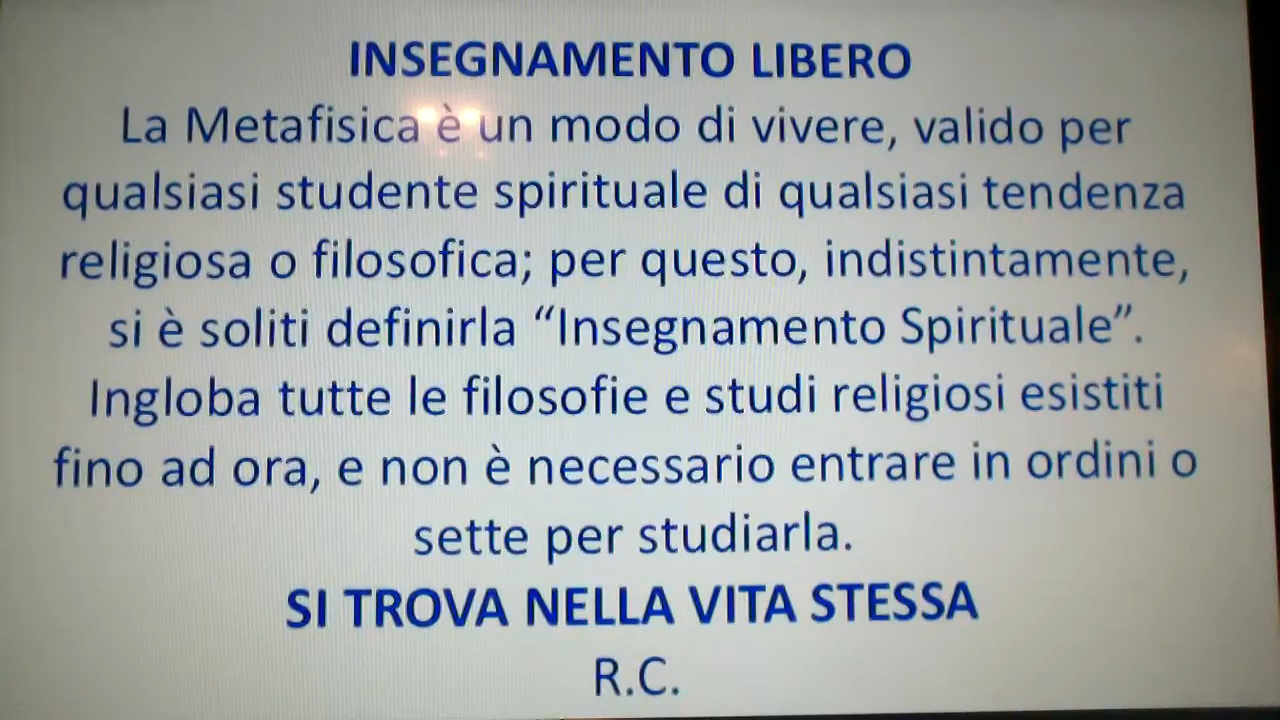 INSEGNAMENTO LIBERO
La Metafisica è un modo di vivere, valido per
qualsiasi studente spirituale di qualsiasi tendenza
religiosa o filosofica; per questo, indistintamente,
si è soliti definirla “Insegnamento Spirituale”.
Ingloba tutte le filosofie e studi religiosi esistiti
fino ad ora, e non è necessario entrare in ordini o
sette per studiarla.
SI TROVA NELLA VITA STESSA
R.C.